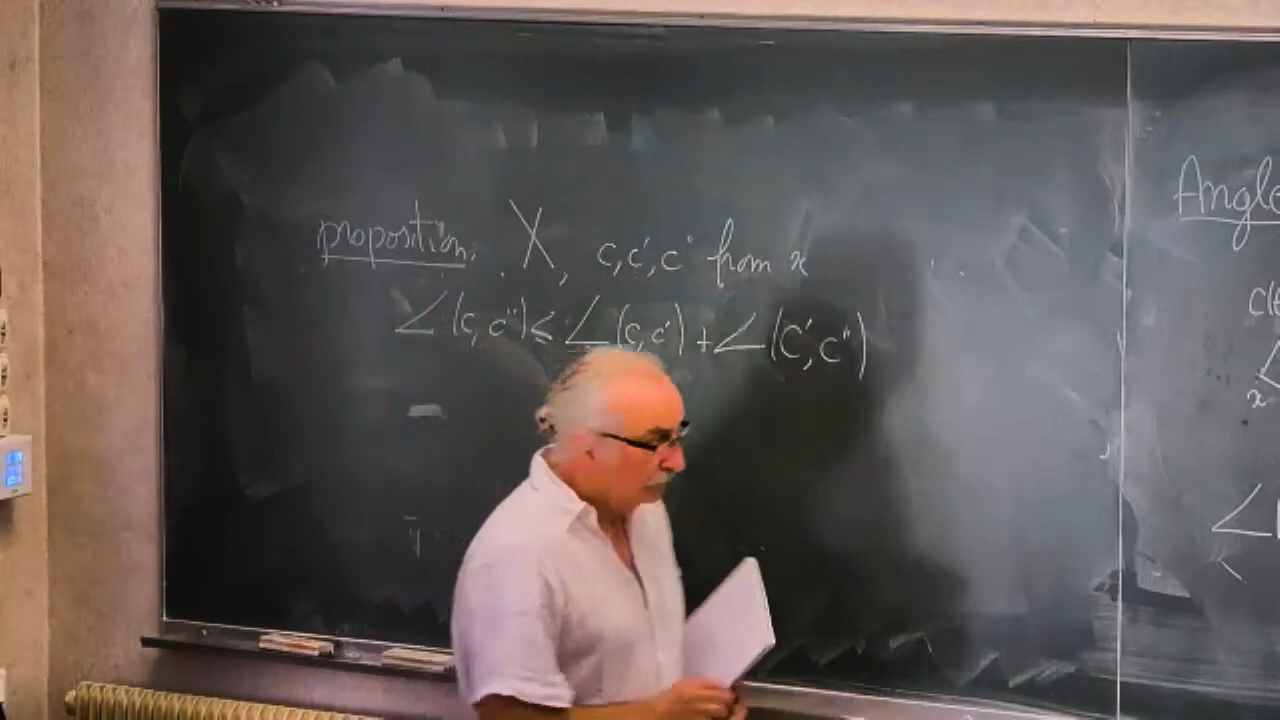 proposition. X, c, c', c'' from x
∠(c, c'') ≤ ∠(c, c') + ∠(c', c'')
Angle
x
∠